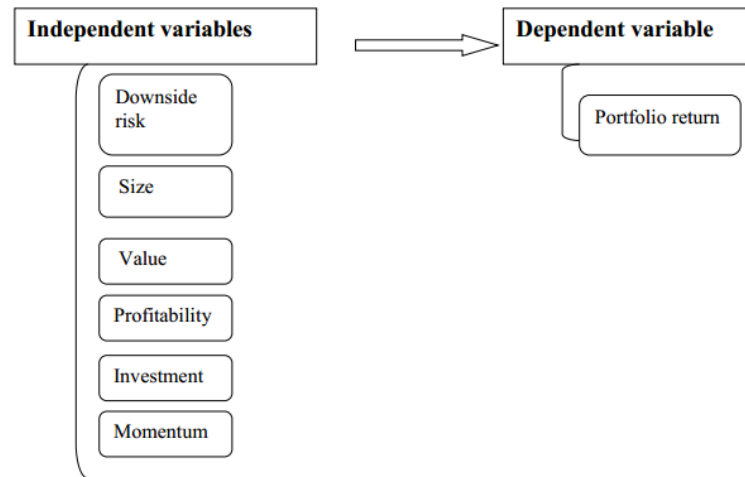 Independent variables
Dependent variable
Downside
risk
Portfolio return
Size
Value
Profitability
Investment
Momentum